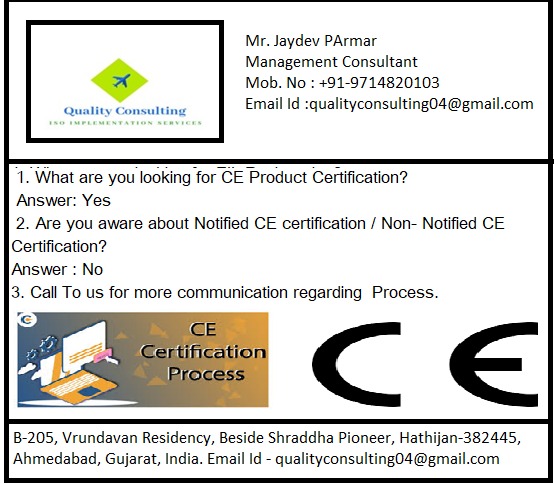 Mr. Jaydev PArmar
Management Consultant
Mob. No : +91-9714820103
Email Id :qualityconsulting04@gmail.com
Quality Consulting
ISO IMPLEMENTATION SERVICES
1. What are you looking for CE Product Certification?
Answer: Yes
2. Are you aware about Notified CE certification / Non- Notified CE
Certification?
Answer : No
3. Call To us for more communication regarding Process.
CE
Certification
Process
CE
B-205, Vrundavan Residency, Beside Shraddha Pioneer, Hathijan-382445,
Ahmedabad, Gujarat, India. Email Id - qualityconsulting04@gmail.com